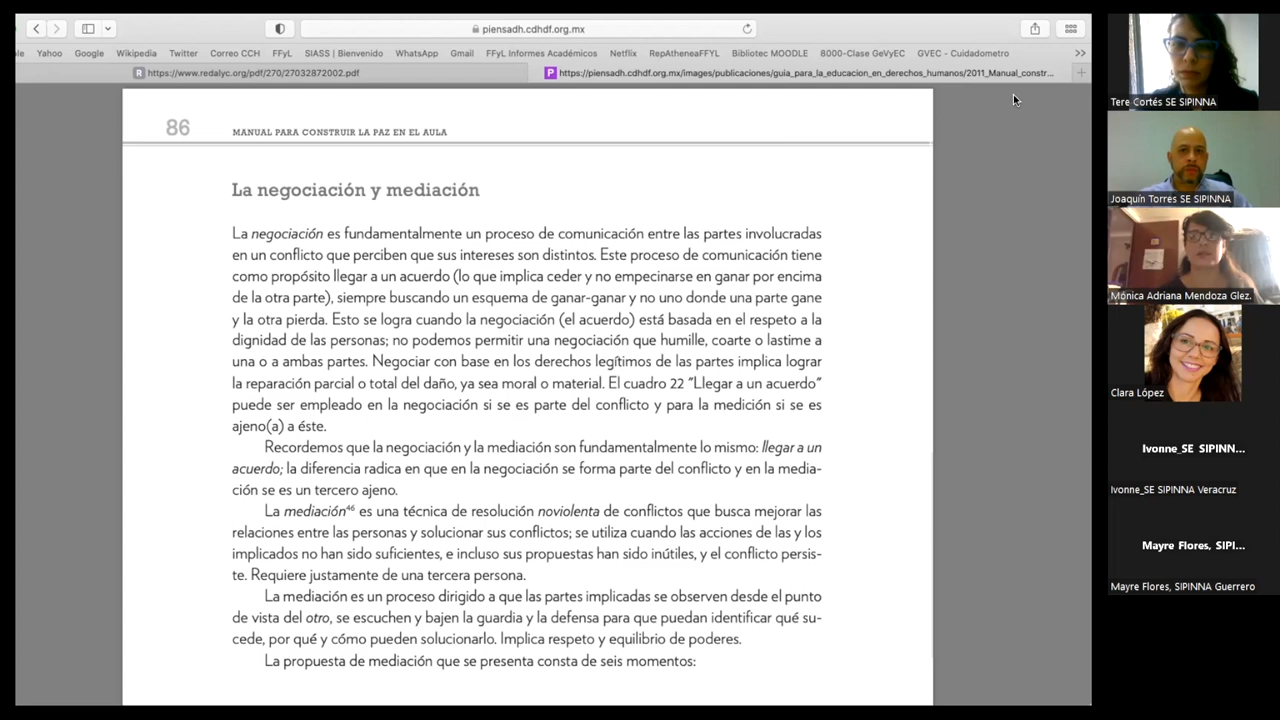 piensadh.cdhdf.org.mx
Yahoo Google Wikipedia Twitter Correo CCH FFyL SIASS | Bienvenido WhatsApp Gmail FFyL Informes Académicos Netflix RepAtheneaFFYL Bibliotec MOODLE 8000-Clase GeVyEC GVEC - Cuidadometro
R https://www.redalyc.org/pdf/270/27032872002.pdf
P https://piensadh.cdhdf.org.mx/images/publicaciones/guia_para_la_educacion_en_derechos_humanos/2011_Manual_constr...
86 MANUAL PARA CONSTRUIR LA PAZ EN EL AULA
La negociación y mediación
La negociación es fundamentalmente un proceso de comunicación entre las partes involucradas
en un conflicto que perciben que sus intereses son distintos. Este proceso de comunicación tiene
como propósito llegar a un acuerdo (lo que implica ceder y no empecinarse en ganar por encima
de la otra parte), siempre buscando un esquema de ganar-ganar y no uno donde una parte gane
y la otra pierda. Esto se logra cuando la negociación (el acuerdo) está basada en el respeto a la
dignidad de las personas; no podemos permitir una negociación que humille, coarte o lastime a
una o a ambas partes. Negociar con base en los derechos legítimos de las partes implica lograr
la reparación parcial o total del daño, ya sea moral o material. El cuadro 22 "Llegar a un acuerdo"
puede ser empleado en la negociación si se es parte del conflicto y para la medición si se es
ajeno(a) a éste.
Recordemos que la negociación y la mediación son fundamentalmente lo mismo: llegar a un
acuerdo; la diferencia radica en que en la negociación se forma parte del conflicto y en la media-
ción se es un tercero ajeno.
La mediación⁴⁶ es una técnica de resolución noviolenta de conflictos que busca mejorar las
relaciones entre las personas y solucionar sus conflictos; se utiliza cuando las acciones de las y los
implicados no han sido suficientes, e incluso sus propuestas han sido inútiles, y el conflicto persis-
te. Requiere justamente de una tercera persona.
La mediación es un proceso dirigido a que las partes implicadas se observen desde el punto
de vista del otro, se escuchen y bajen la guardia y la defensa para que puedan identificar qué su-
cede, por qué y cómo pueden solucionarlo. Implica respeto y equilibrio de poderes.
La propuesta de mediación que se presenta consta de seis momentos:
Tere Cortés SE SIPINNA
Joaquín Torres SE SIPINNA
Mónica Adriana Mendoza Glez.
Clara López
Ivonne_SE SIPINN...
Ivonne_SE SIPINNA Veracruz
Mayre Flores, SIPI...
Mayre Flores, SIPINNA Guerrero